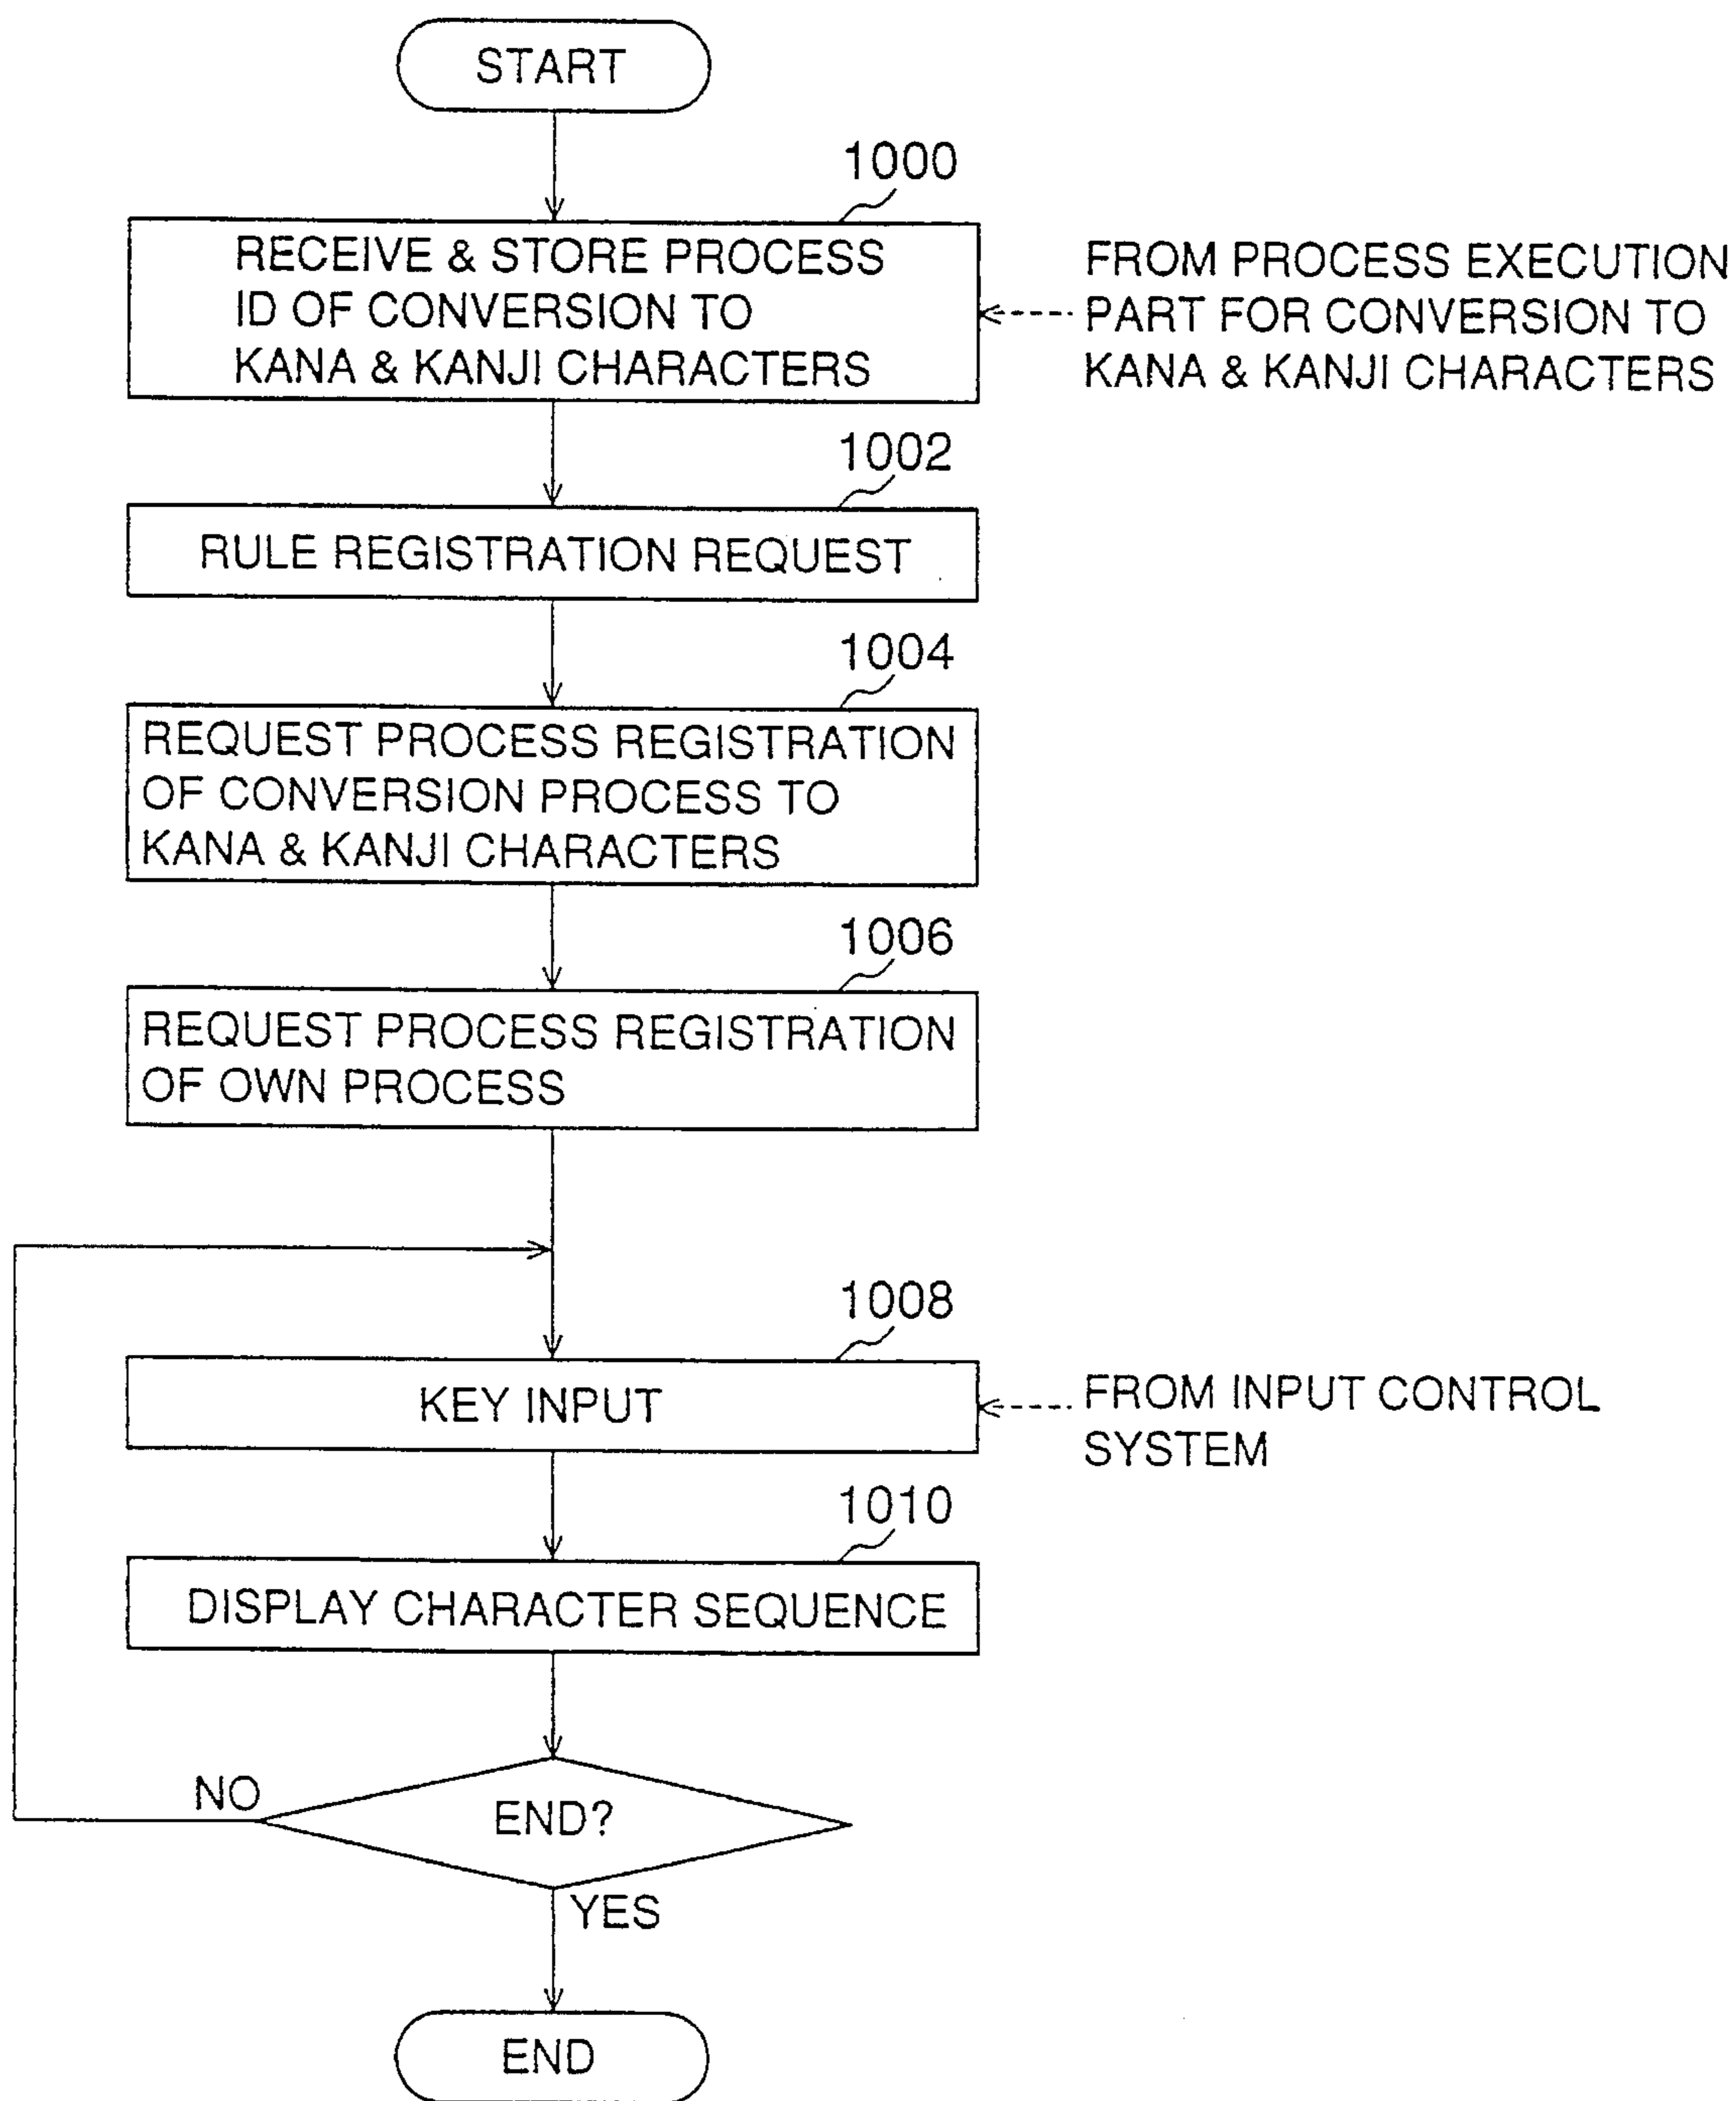 START
1000
RECEIVE & STORE PROCESS
ID OF CONVERSION TO
KANA & KANJI CHARACTERS
FROM PROCESS EXECUTION
PART FOR CONVERSION TO
KANA & KANJI CHARACTERS
1002
RULE REGISTRATION REQUEST
1004
REQUEST PROCESS REGISTRATION
OF CONVERSION PROCESS TO
KANA & KANJI CHARACTERS
1006
REQUEST PROCESS REGISTRATION
OF OWN PROCESS
1008
KEY INPUT
FROM INPUT CONTROL
SYSTEM
1010
DISPLAY CHARACTER SEQUENCE
NO
END?
YES
END